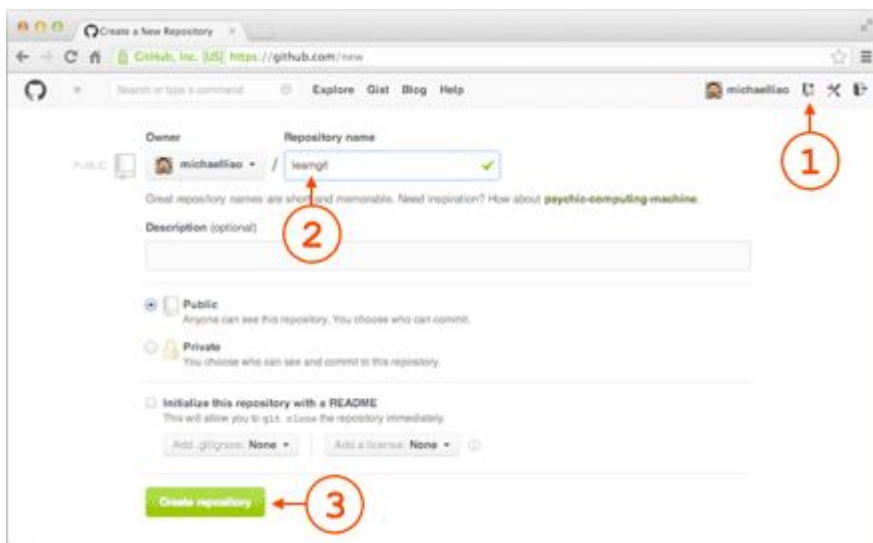 Create a New Repository
GitHub, Inc. [US] https://github.com/new
Search or type a command Explore Gist Blog Help michaelliao
1
Owner Repository name
PUBLIC michaelliao / learngit
Great repository names are short and memorable. Need inspiration? How about psychic-computing-machine.
2
Description (optional)
Public
Anyone can see this repository. You choose who can commit.
Private
You choose who can see and commit to this repository.
Initialize this repository with a README
This will allow you to git clone the repository immediately.
Add .gitignore: None Add a license: None
Create repository 3